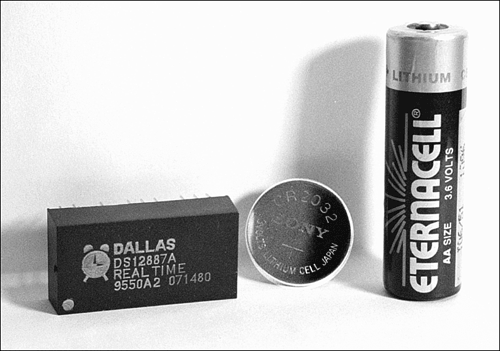 DALLAS
DS12887A
REAL TIME
9550A2 071480
CR2032
SONY
LITHIUM CELL JAPAN
LITHIUM
ETERNACELL®
AA SIZE 3.6 VOLTS